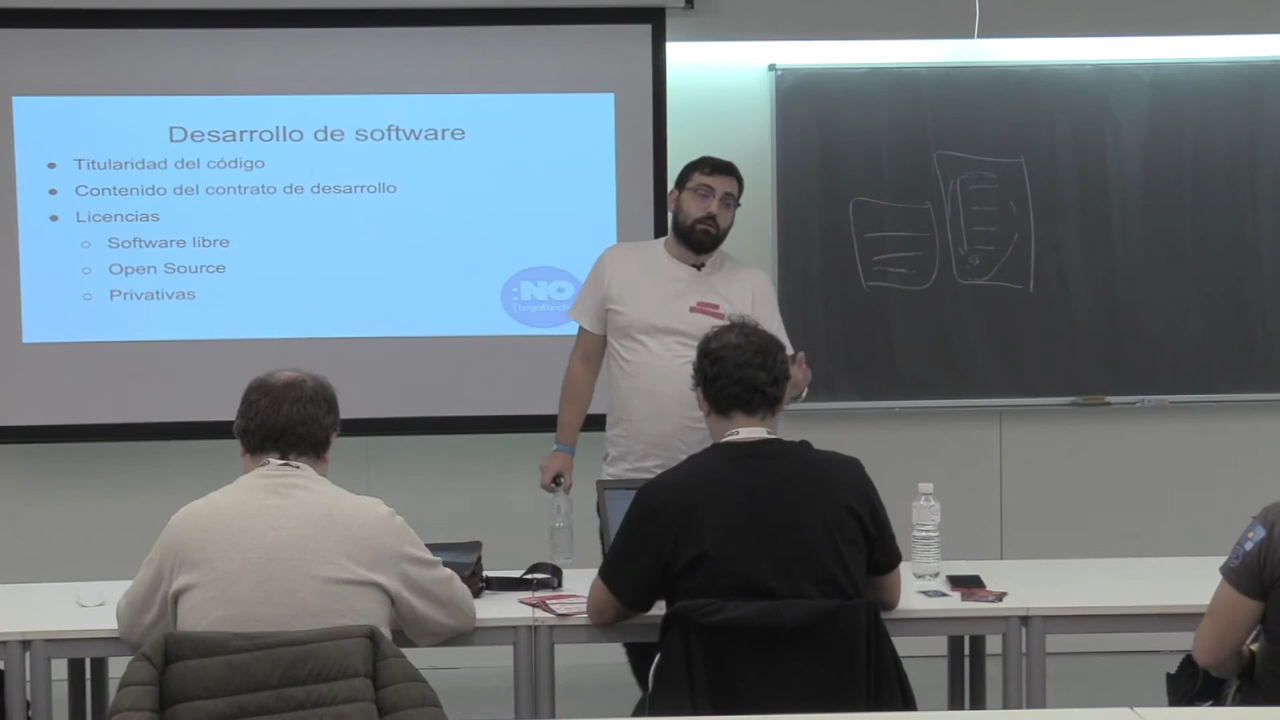 Desarrollo de software
Titularidad del código
Contenido del contrato de desarrollo
Licencias
Software libre
Open Source
Privativas
:NO